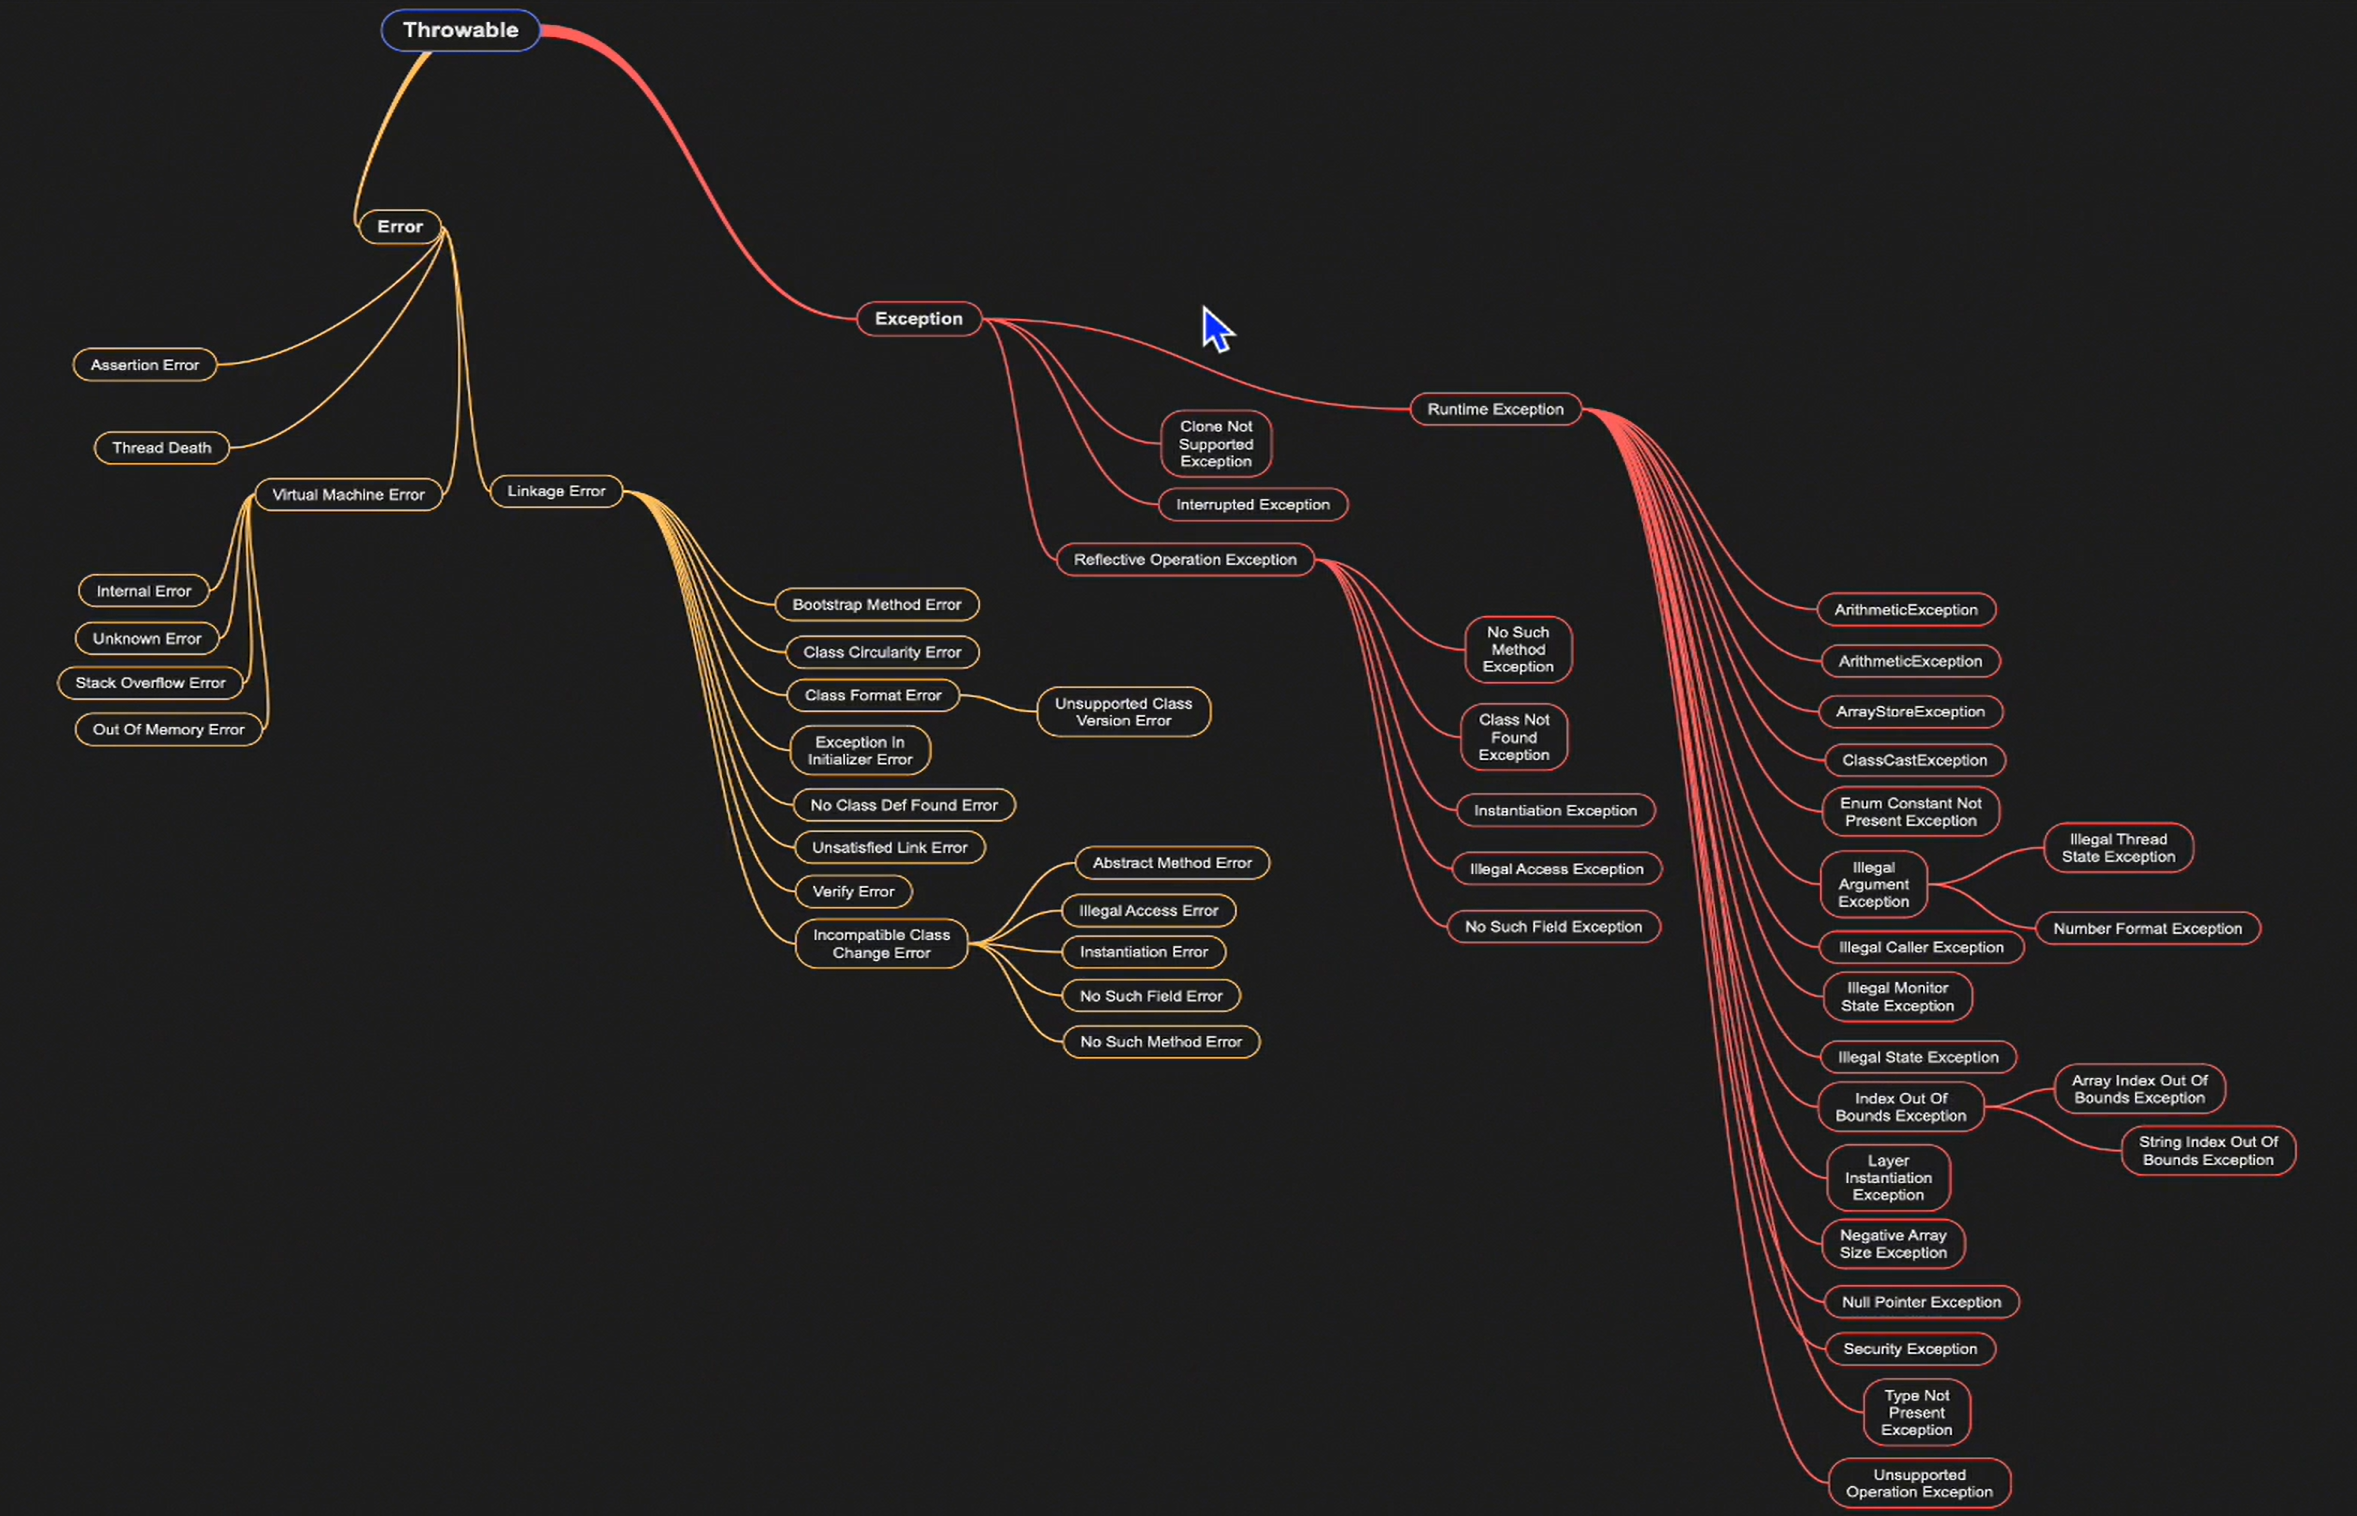 Throwable
Error
Assertion Error
Thread Death
Virtual Machine Error
Internal Error
Unknown Error
Stack Overflow Error
Out Of Memory Error
Linkage Error
Bootstrap Method Error
Class Circularity Error
Class Format Error
Unsupported Class
Version Error
Exception In
Initializer Error
No Class Def Found Error
Unsatisfied Link Error
Verify Error
Incompatible Class
Change Error
Abstract Method Error
Illegal Access Error
Instantiation Error
No Such Field Error
No Such Method Error
Exception
Clone Not
Supported
Exception
Interrupted Exception
Reflective Operation Exception
No Such
Method
Exception
Class Not
Found
Exception
Instantiation Exception
Illegal Access Exception
No Such Field Exception
Runtime Exception
ArithmeticException
ArithmeticException
ArrayStoreException
ClassCastException
Enum Constant Not
Present Exception
Illegal
Argument
Exception
Illegal Thread
State Exception
Number Format Exception
Illegal Caller Exception
Illegal Monitor
State Exception
Illegal State Exception
Index Out Of
Bounds Exception
Array Index Out Of
Bounds Exception
String Index Out Of
Bounds Exception
Layer
Instantiation
Exception
Negative Array
Size Exception
Null Pointer Exception
Security Exception
Type Not
Present
Exception
Unsupported
Operation Exception